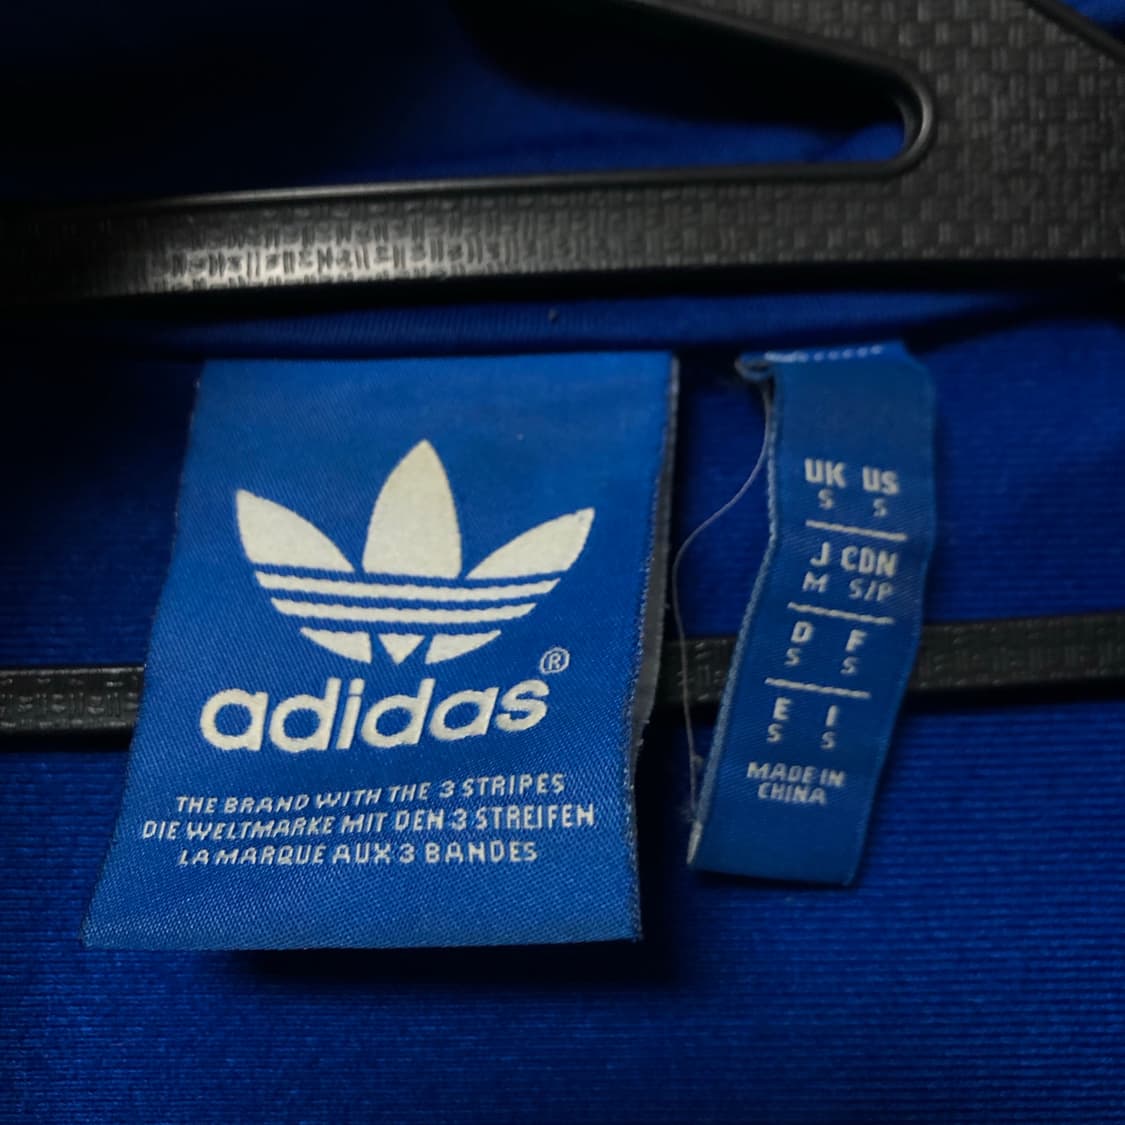 adidas®
THE BRAND WITH THE 3 STRIPES
DIE WELTMARKE MIT DEN 3 STREIFEN
LA MARQUE AUX 3 BANDES
UK US
S S
J CDN
M S/P
D F
S S
E I
S S
MADE IN
CHINA